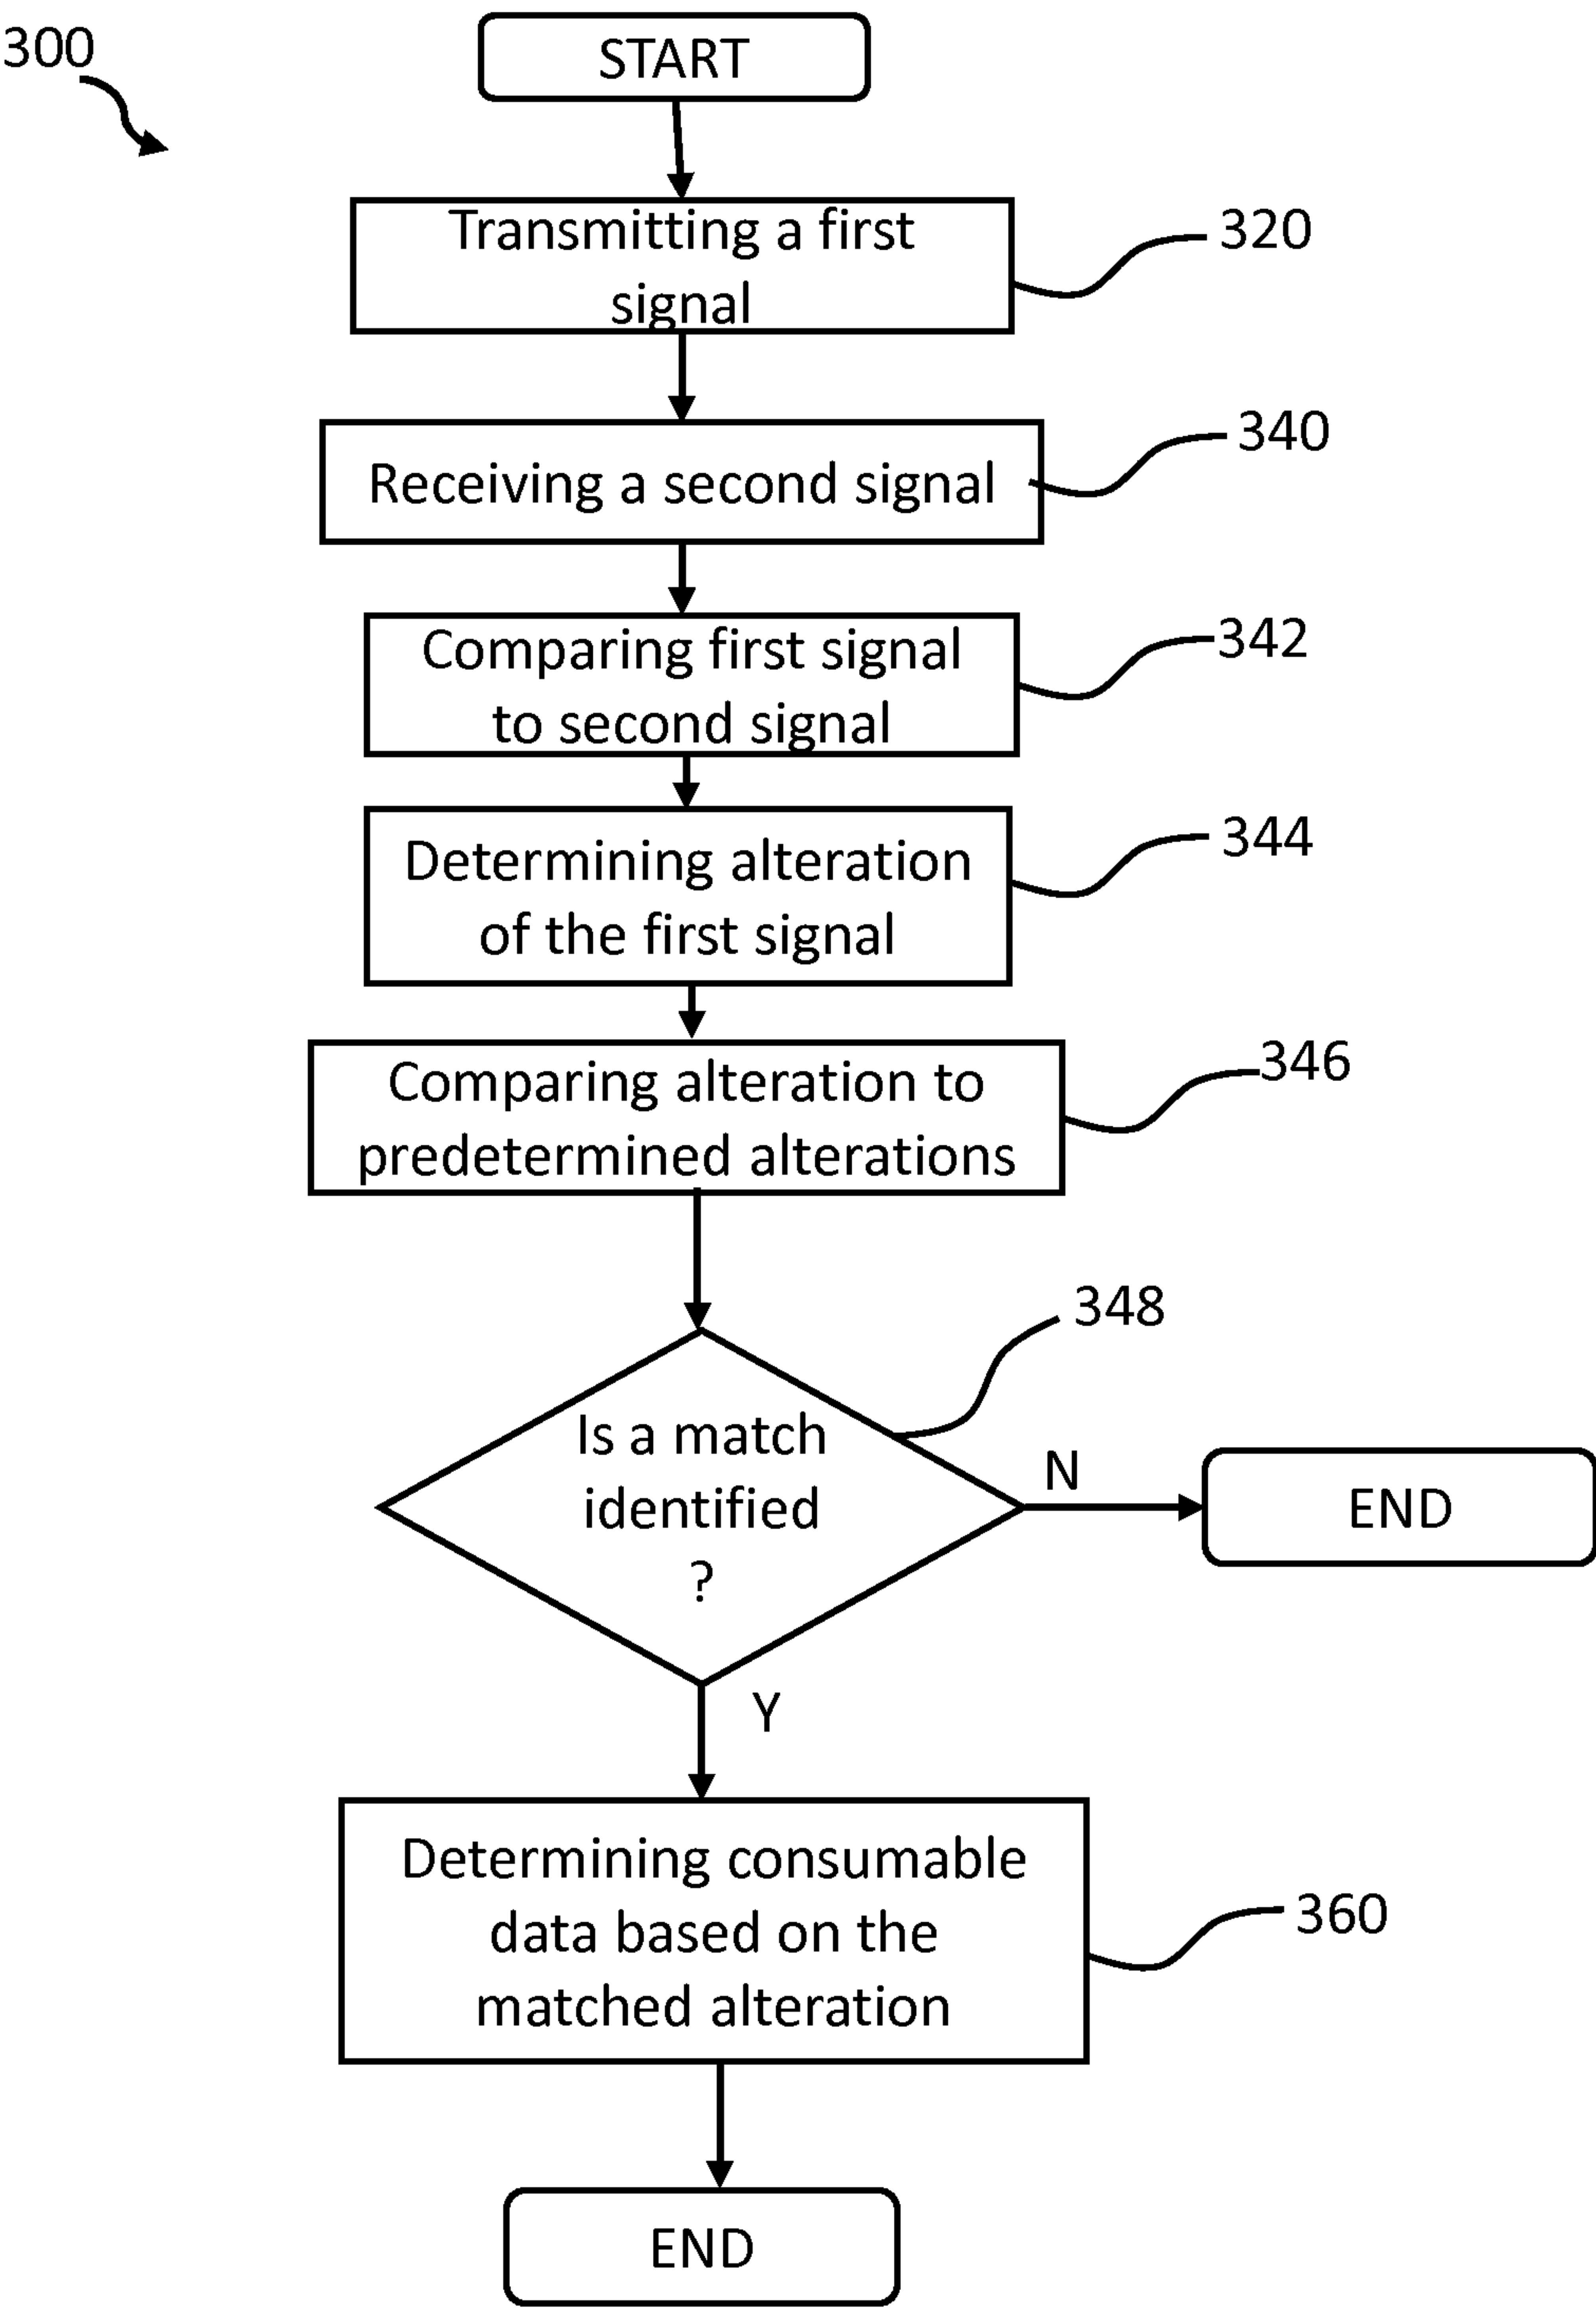 300
START
Transmitting a first
signal
320
Receiving a second signal
340
Comparing first signal
to second signal
342
Determining alteration
of the first signal
344
Comparing alteration to
predetermined alterations
346
348
Is a match
identified
?
N
END
Y
Determining consumable
data based on the
matched alteration
360
END